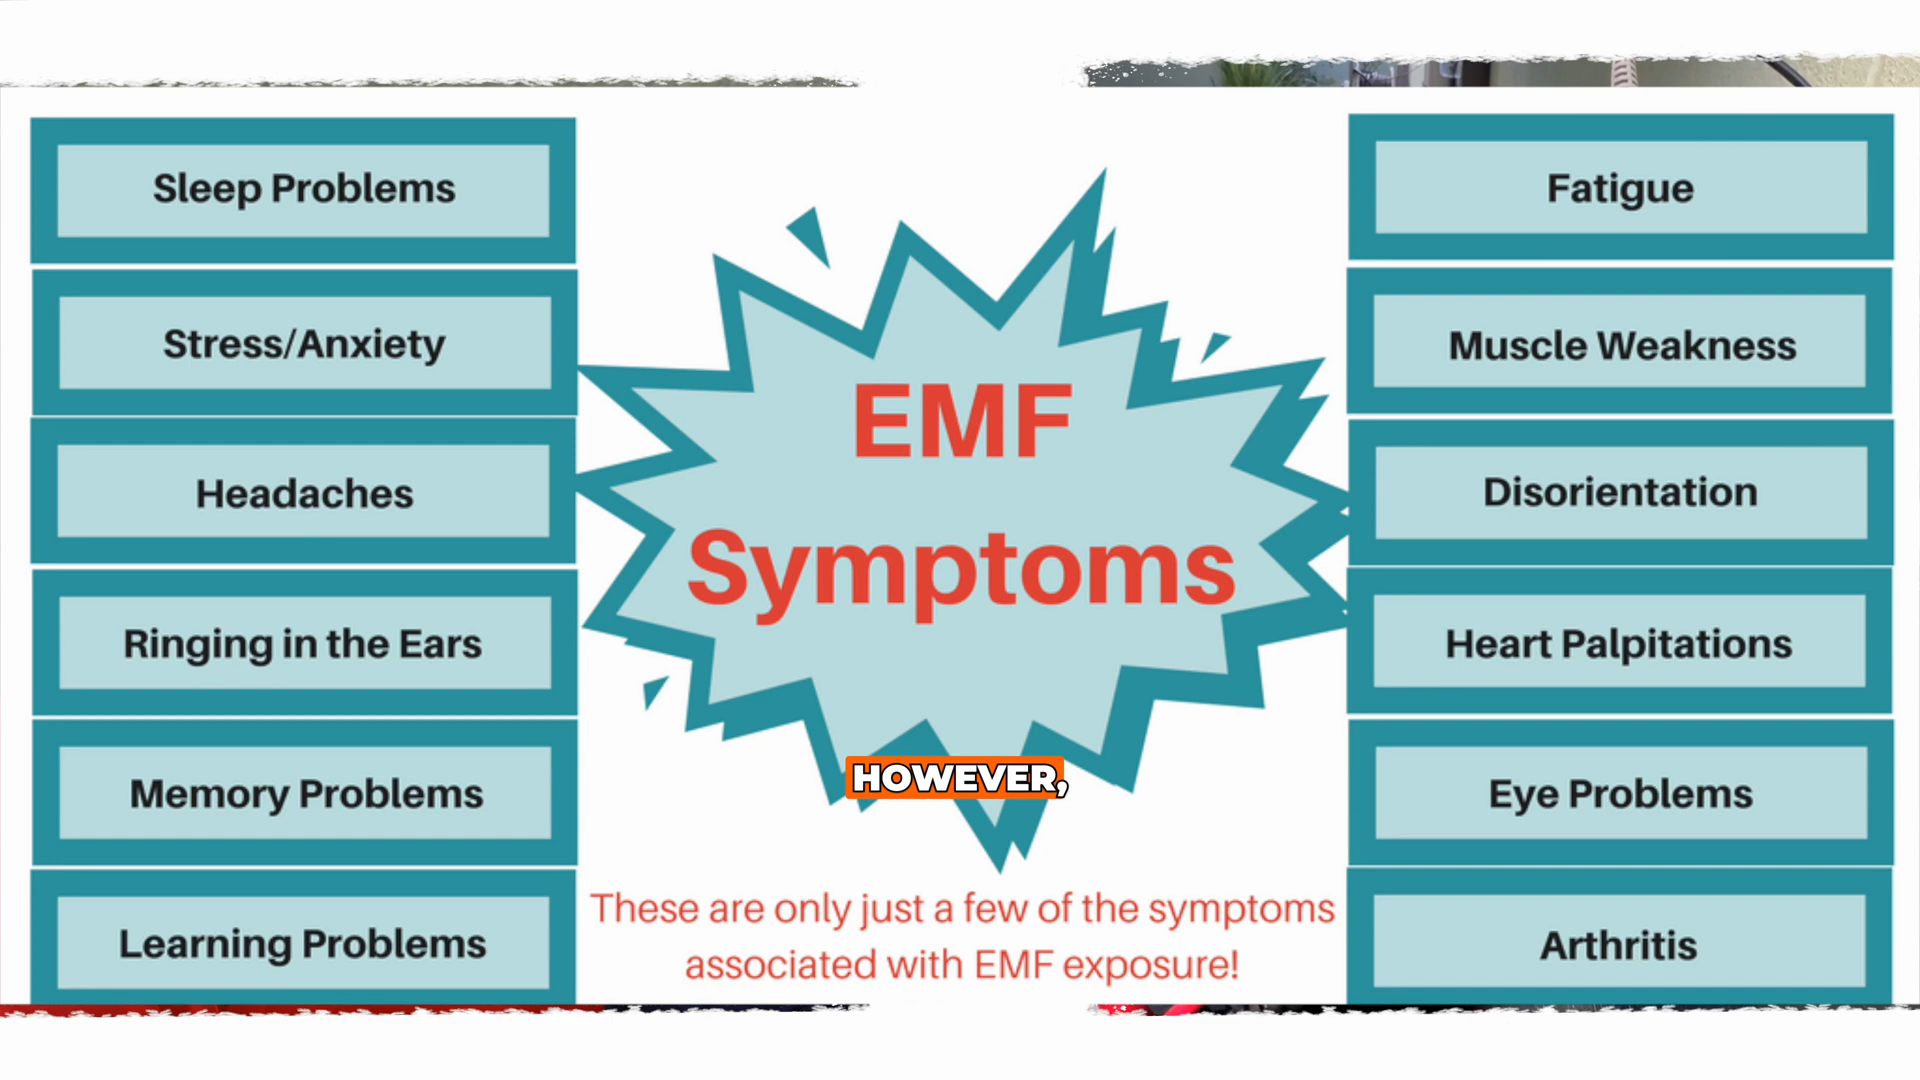 Sleep Problems
Stress/Anxiety
Headaches
Ringing in the Ears
Memory Problems
Learning Problems
EMF
Symptoms
HOWEVER,
These are only just a few of the symptoms
associated with EMF exposure!
Fatigue
Muscle Weakness
Disorientation
Heart Palpitations
Eye Problems
Arthritis